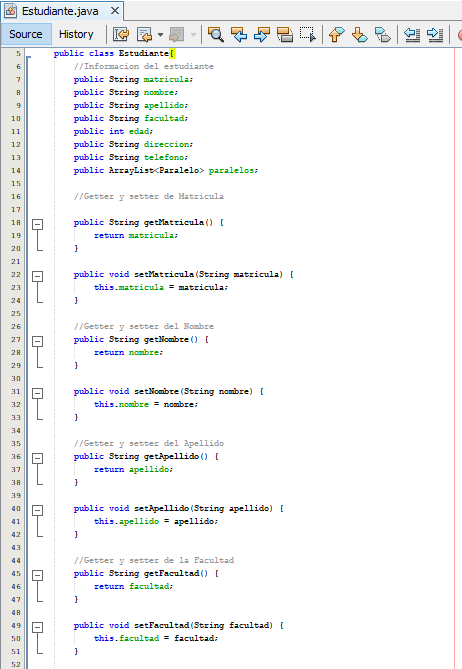 Estudiante.java
Source History
5 public class Estudiante{
6 //Informacion del estudiante
7 public String matricula;
8 public String nombre;
9 public String apellido;
10 public String facultad;
11 public int edad;
12 public String direccion;
13 public String telefono;
14 public ArrayList<Paralelo> paralelos;
15
16 //Getter y setter de Matricula
17
18 public String getMatricula() {
19 return matricula;
20 }
21
22 public void setMatricula(String matricula) {
23 this.matricula = matricula;
24 }
25
26 //Getter y setter del Nombre
27 public String getNombre() {
28 return nombre;
29 }
30
31 public void setNombre(String nombre) {
32 this.nombre = nombre;
33 }
34
35 //Getter y setter del Apellido
36 public String getApellido() {
37 return apellido;
38 }
39
40 public void setApellido(String apellido) {
41 this.apellido = apellido;
42 }
43
44 //Getter y setter de la Facultad
45 public String getFacultad() {
46 return facultad;
47 }
48
49 public void setFacultad(String facultad) {
50 this.facultad = facultad;
51 }
52